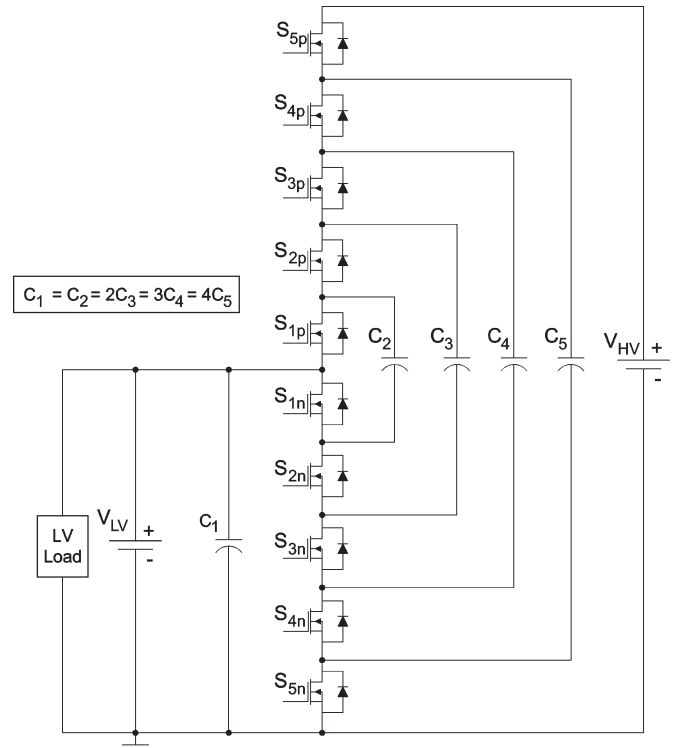 S5p
S4p
S3p
S2p
C1 = C2 = 2C3 = 3C4 = 4C5
S1p
C2 C3 C4 C5 VHV + -
S1n
S2n
VLV + -
C1
LV
Load
S3n
S4n
S5n